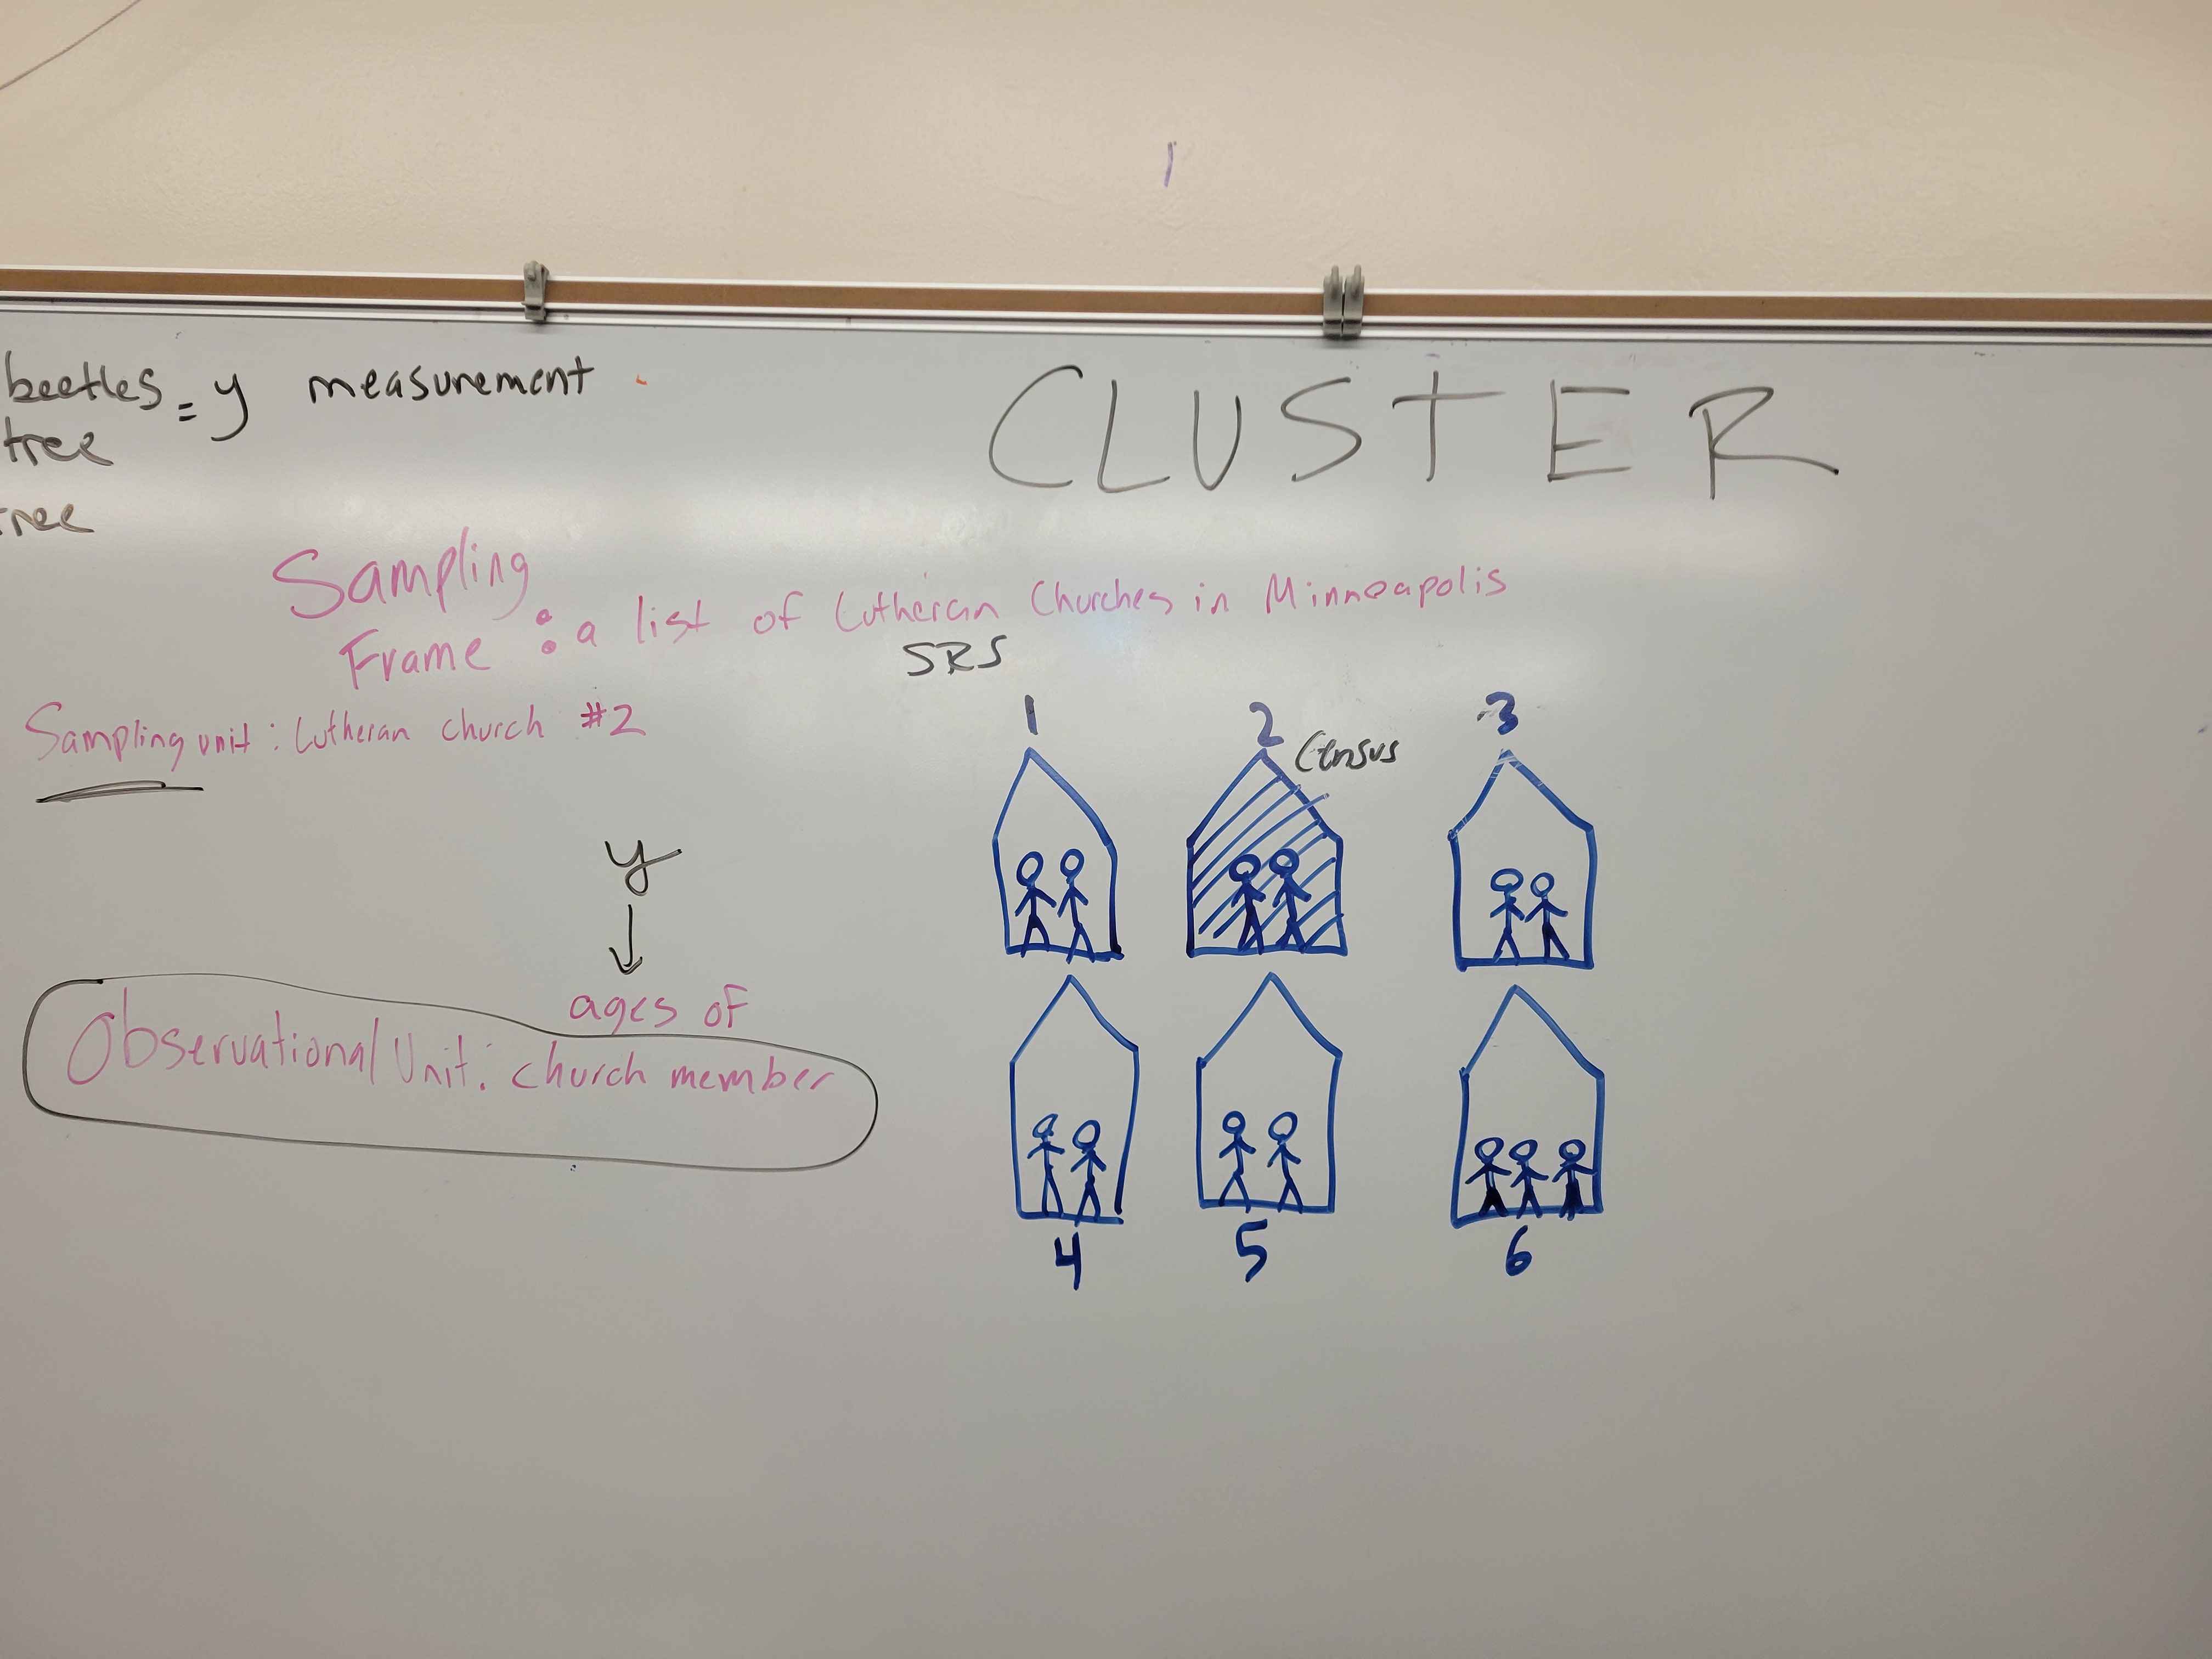 beetles = y measurement
tree
CLUSTER
Sampling
Frame : a list of Lutheran Churches in Minneapolis
SRS
Sampling unit : Lutheran church #2
1 2 3
Census
y
ages of
Observational Unit: church member
4 5 6